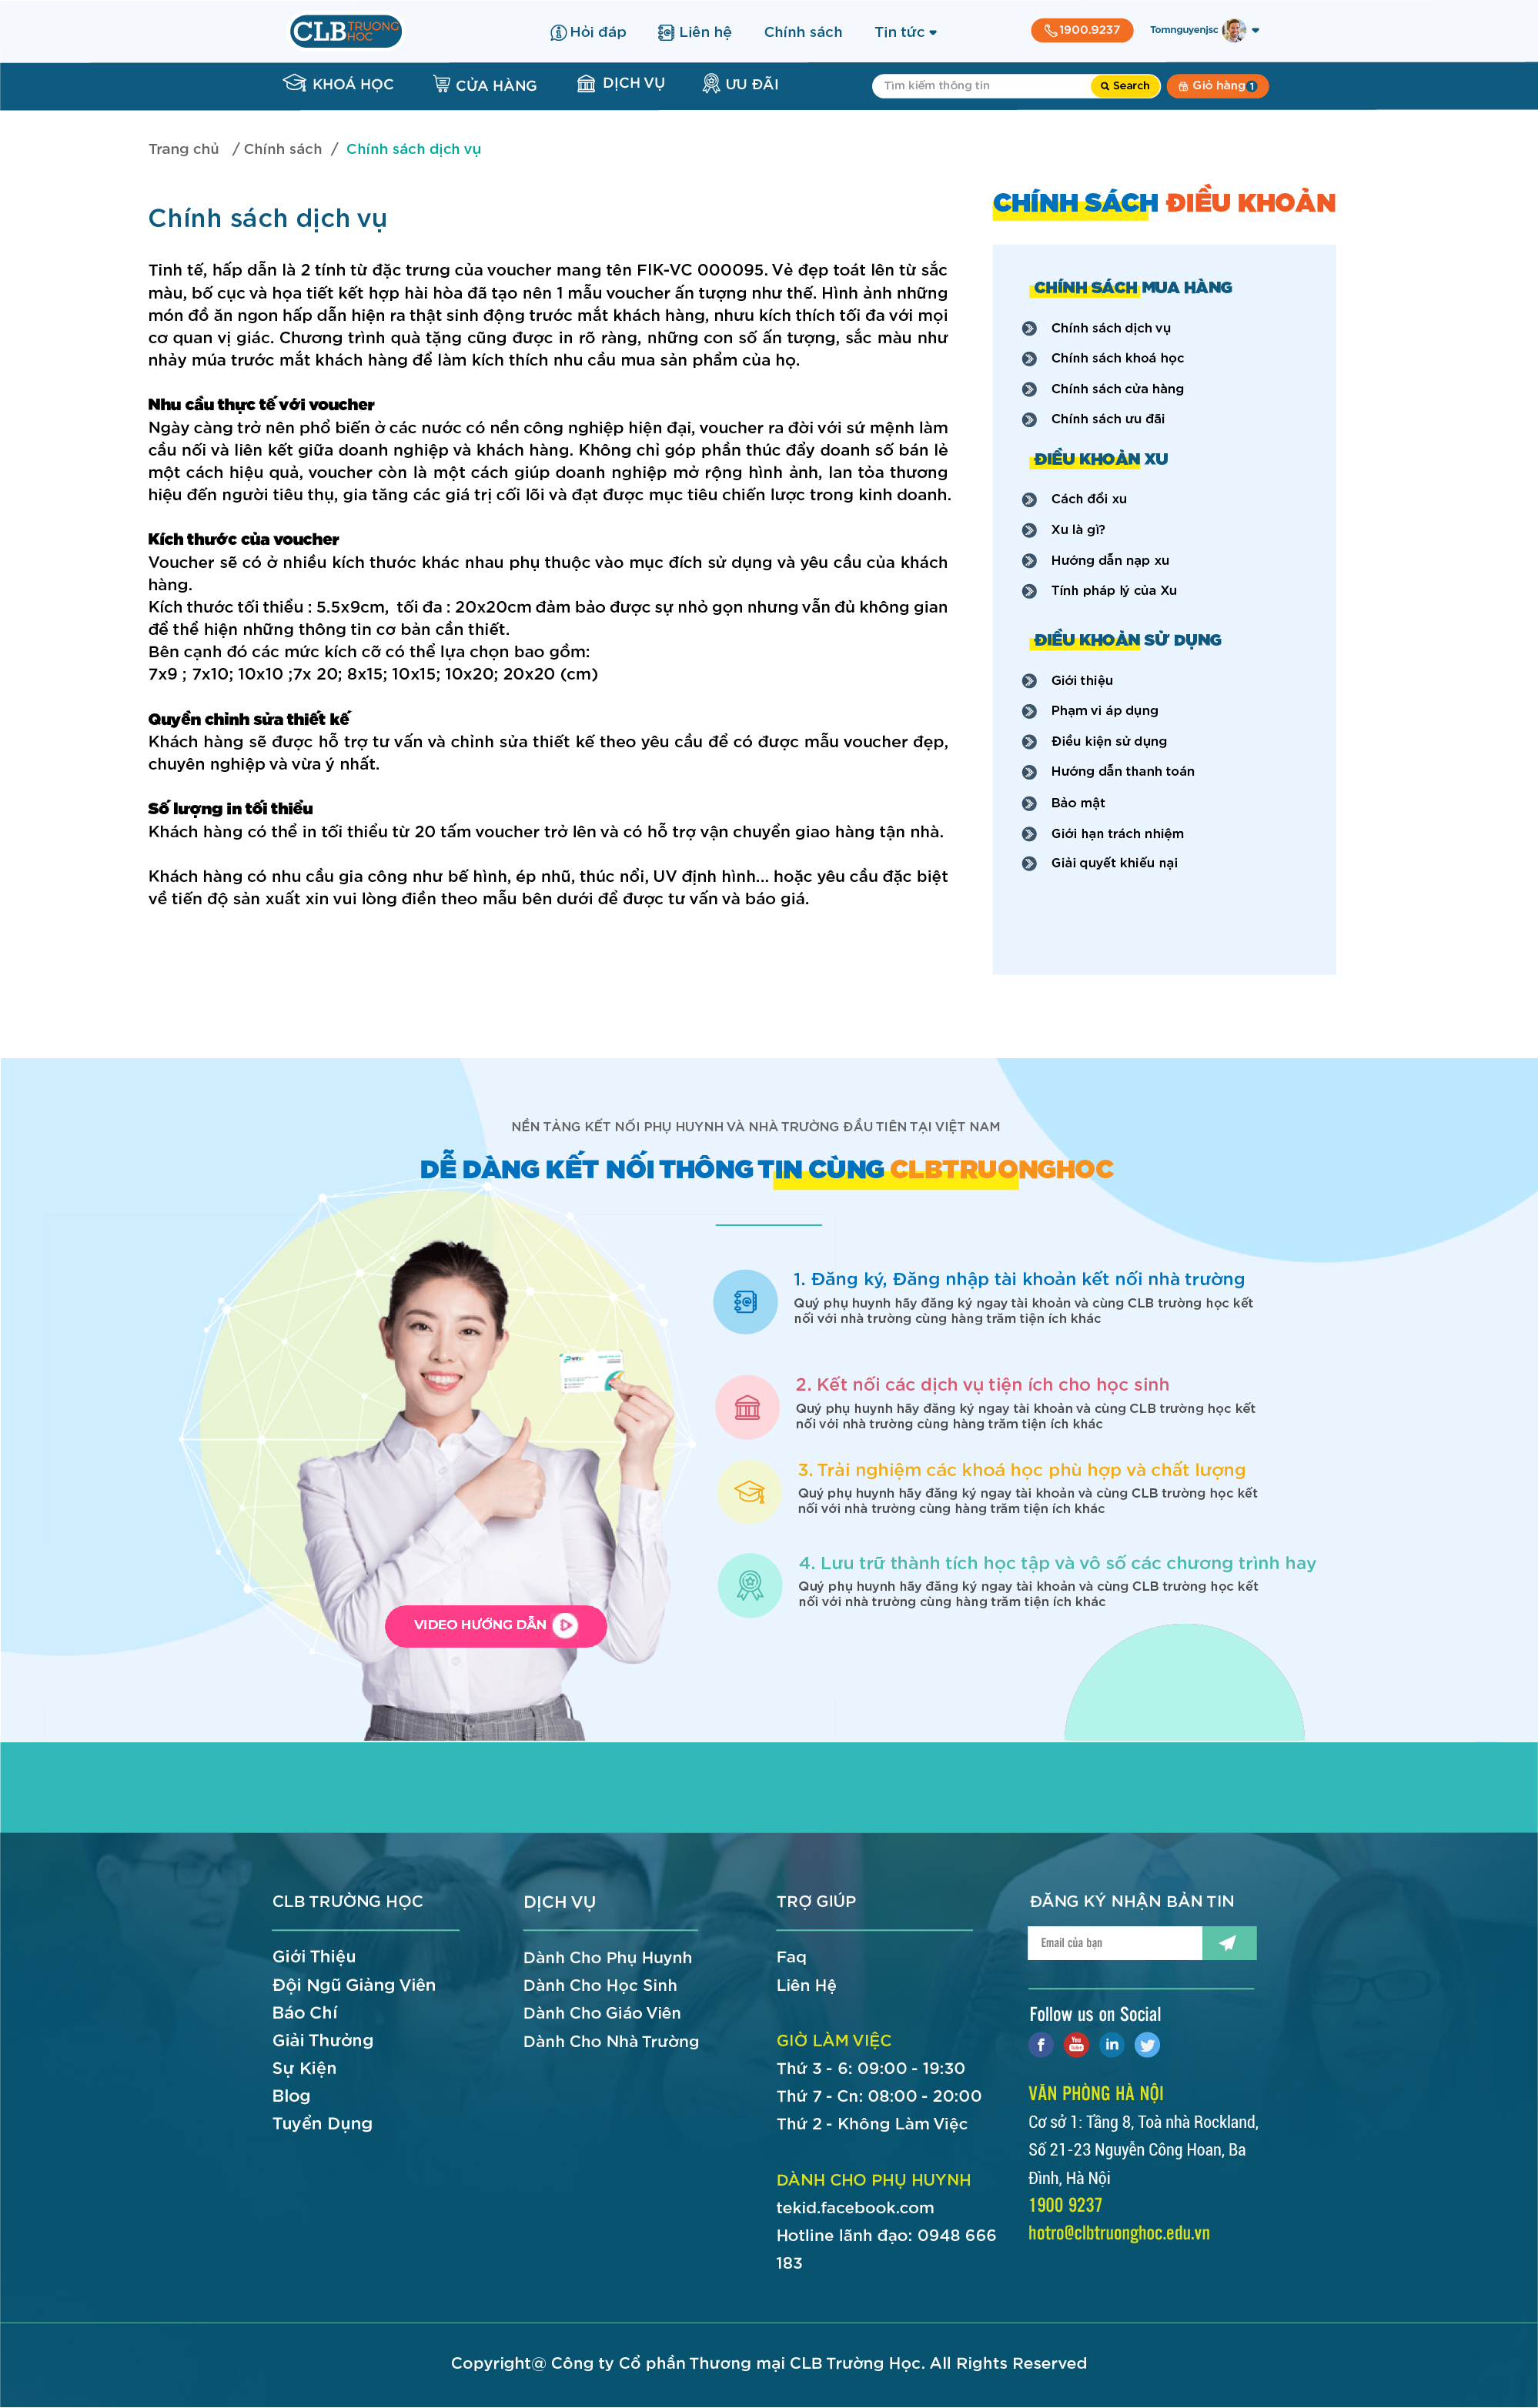 CLB TRUONG HOC
Hỏi đáp
Liên hệ
Chính sách
Tin tức
1900.9237
Tomnguyenjsc
KHOÁ HỌC
CỬA HÀNG
DỊCH VỤ
ƯU ĐÃI
Tìm kiếm thông tin
Search
Giỏ hàng 1
Trang chủ / Chính sách / Chính sách dịch vụ
Chính sách dịch vụ
Tinh tế, hấp dẫn là 2 tính từ đặc trưng của voucher mang tên FIK-VC 000095. Vẻ đẹp toát lên từ sắc
màu, bố cục và họa tiết kết hợp hài hòa đã tạo nên 1 mẫu voucher ấn tượng như thế. Hình ảnh những
món đồ ăn ngon hấp dẫn hiện ra thật sinh động trước mắt khách hàng, nhưu kích thích tối đa với mọi
cơ quan vị giác. Chương trình quà tặng cũng được in rõ ràng, những con số ấn tượng, sắc màu như
nhảy múa trước mắt khách hàng để làm kích thích nhu cầu mua sản phẩm của họ.
Nhu cầu thực tế với voucher
Ngày càng trở nên phổ biến ở các nước có nền công nghiệp hiện đại, voucher ra đời với sứ mệnh làm
cầu nối và liên kết giữa doanh nghiệp và khách hàng. Không chỉ góp phần thúc đẩy doanh số bán lẻ
một cách hiệu quả, voucher còn là một cách giúp doanh nghiệp mở rộng hình ảnh, lan tỏa thương
hiệu đến người tiêu thụ, gia tăng các giá trị cối lõi và đạt được mục tiêu chiến lược trong kinh doanh.
Kích thước của voucher
Voucher sẽ có ở nhiều kích thước khác nhau phụ thuộc vào mục đích sử dụng và yêu cầu của khách
hàng.
Kích thước tối thiểu : 5.5x9cm, tối đa : 20x20cm đảm bảo được sự nhỏ gọn nhưng vẫn đủ không gian
để thể hiện những thông tin cơ bản cần thiết.
Bên cạnh đó các mức kích cỡ có thể lựa chọn bao gồm:
7x9 ; 7x10; 10x10 ;7x 20; 8x15; 10x15; 10x20; 20x20 (cm)
Quyền chỉnh sửa thiết kế
Khách hàng sẽ được hỗ trợ tư vấn và chỉnh sửa thiết kế theo yêu cầu để có được mẫu voucher đẹp,
chuyên nghiệp và vừa ý nhất.
Số lượng in tối thiểu
Khách hàng có thể in tối thiểu từ 20 tấm voucher trở lên và có hỗ trợ vận chuyển giao hàng tận nhà.
Khách hàng có nhu cầu gia công như bế hình, ép nhũ, thúc nổi, UV định hình... hoặc yêu cầu đặc biệt
về tiến độ sản xuất xin vui lòng điền theo mẫu bên dưới để được tư vấn và báo giá.
CHÍNH SÁCH ĐIỀU KHOẢN
CHÍNH SÁCH MUA HÀNG
Chính sách dịch vụ
Chính sách khoá học
Chính sách cửa hàng
Chính sách ưu đãi
ĐIỀU KHOẢN XU
Cách đổi xu
Xu là gì?
Hướng dẫn nạp xu
Tính pháp lý của Xu
ĐIỀU KHOẢN SỬ DỤNG
Giới thiệu
Phạm vi áp dụng
Điều kiện sử dụng
Hướng dẫn thanh toán
Bảo mật
Giới hạn trách nhiệm
Giải quyết khiếu nại
NỀN TẢNG KẾT NỐI PHỤ HUYNH VÀ NHÀ TRƯỜNG ĐẦU TIÊN TẠI VIỆT NAM
DỄ DÀNG KẾT NỐI THÔNG TIN CÙNG CLBTRUONGHOC
1. Đăng ký, Đăng nhập tài khoản kết nối nhà trường
Quý phụ huynh hãy đăng ký ngay tài khoản và cùng CLB trường học kết
nối với nhà trường cùng hàng trăm tiện ích khác
2. Kết nối các dịch vụ tiện ích cho học sinh
Quý phụ huynh hãy đăng ký ngay tài khoản và cùng CLB trường học kết
nối với nhà trường cùng hàng trăm tiện ích khác
3. Trải nghiệm các khoá học phù hợp và chất lượng
Quý phụ huynh hãy đăng ký ngay tài khoản và cùng CLB trường học kết
nối với nhà trường cùng hàng trăm tiện ích khác
4. Lưu trữ thành tích học tập và vô số các chương trình hay
Quý phụ huynh hãy đăng ký ngay tài khoản và cùng CLB trường học kết
nối với nhà trường cùng hàng trăm tiện ích khác
VIDEO HƯỚNG DẪN
CLB TRƯỜNG HỌC
Giới Thiệu
Đội Ngũ Giảng Viên
Báo Chí
Giải Thưởng
Sự Kiện
Blog
Tuyển Dụng
DỊCH VỤ
Dành Cho Phụ Huynh
Dành Cho Học Sinh
Dành Cho Giáo Viên
Dành Cho Nhà Trường
TRỢ GIÚP
Faq
Liên Hệ
GIỜ LÀM VIỆC
Thứ 3 - 6: 09:00 - 19:30
Thứ 7 - Cn: 08:00 - 20:00
Thứ 2 - Không Làm Việc
DÀNH CHO PHỤ HUYNH
tekid.facebook.com
Hotline lãnh đạo: 0948 666
183
ĐĂNG KÝ NHẬN BẢN TIN
Email của bạn
Follow us on Social
f You Tube in
VĂN PHÒNG HÀ NỘI
Cơ sở 1: Tầng 8, Toà nhà Rockland,
Số 21-23 Nguyễn Công Hoan, Ba
Đình, Hà Nội
1900 9237
hotro@clbtruonghoc.edu.vn
Copyright@ Công ty Cổ phần Thương mại CLB Trường Học. All Rights Reserved